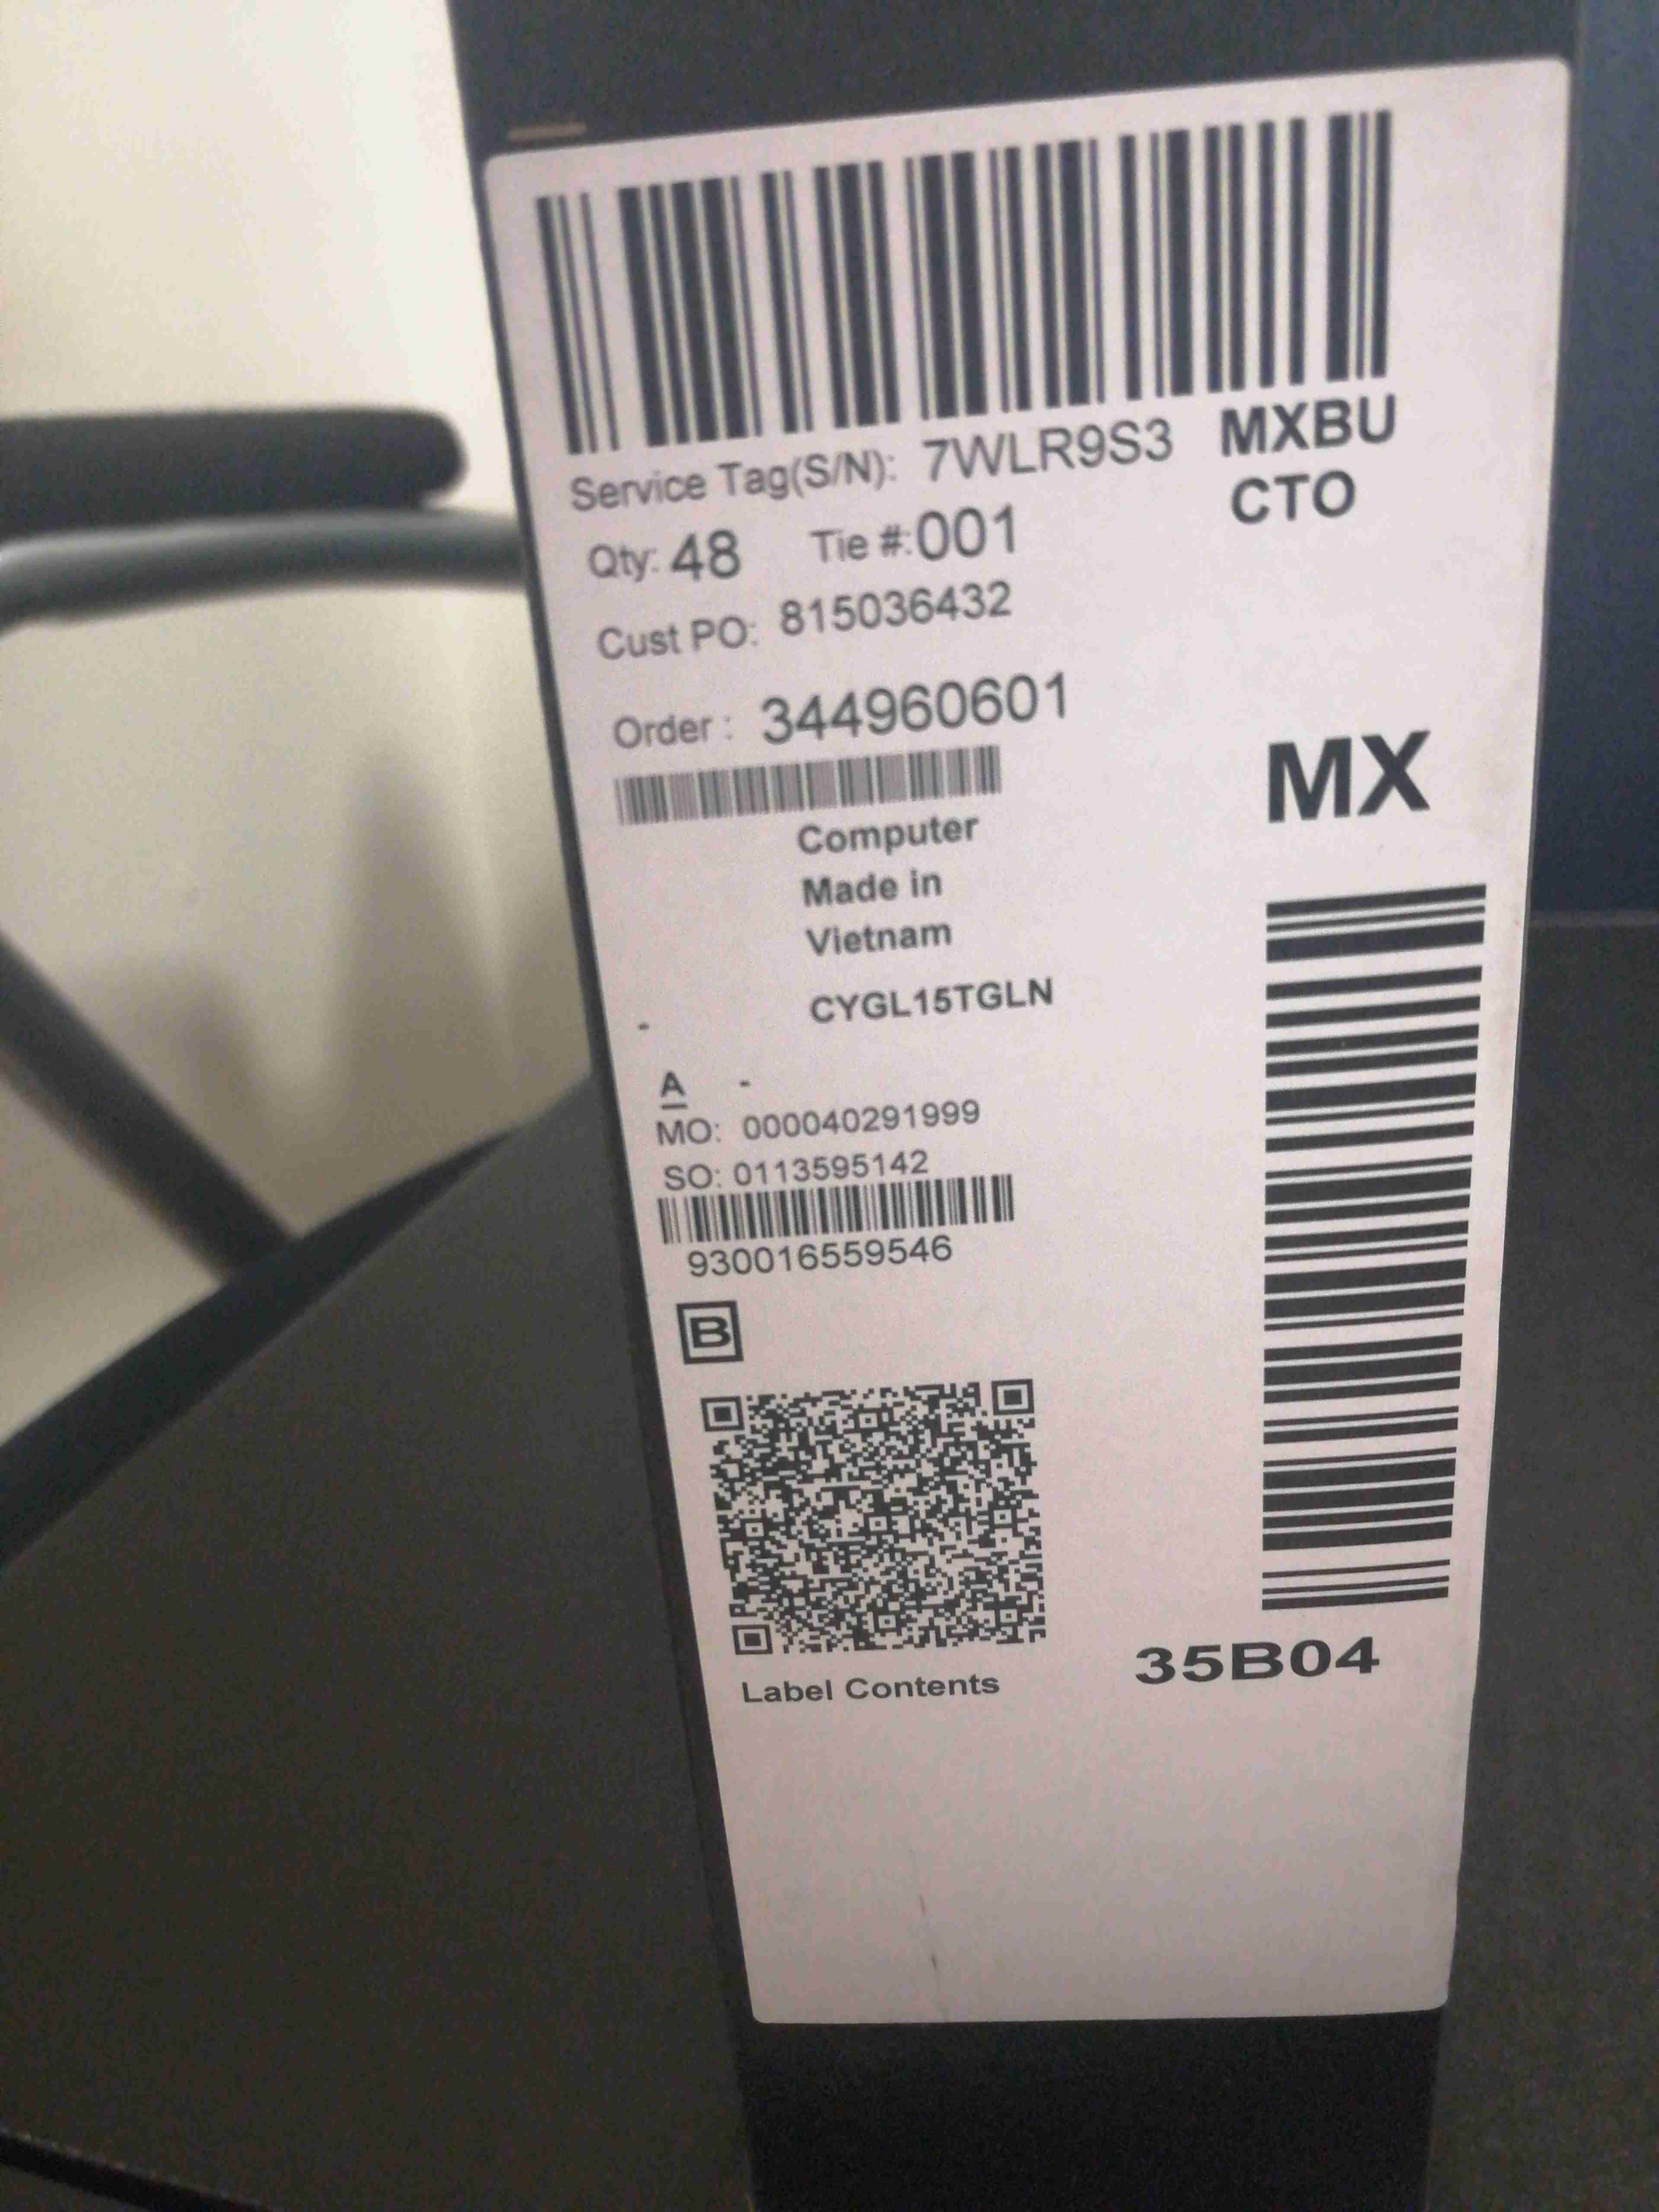 Service Tag(S/N): 7WLR9S3
MXBU
CTO
Qty: 48 Tie #:001
Cust PO: 815036432
Order : 344960601
MX
Computer
Made in
Vietnam
CYGL15TGLN
-
A -
MO: 000040291999
SO: 0113595142
930016559546
B
Label Contents
35B04